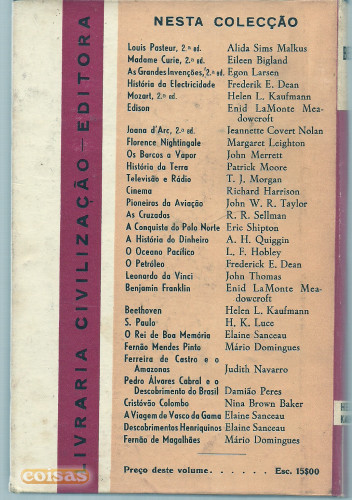 LIVRARIA CIVILIZAÇÃO—EDITORA
NESTA COLECÇÃO
Louis Pasteur, 2.ª ed. Alida Sims Malkus
Madame Curie, 2.ª ed. Eileen Bigland
As Grandes Invenções, 2.ª ed. Egon Larsen
História da Electricidade Frederik E. Dean
Mozart, 2.ª ed. Helen L. Kaufmann
Edison Enid LaMonte Mea-
dowcroft
Joana d'Arc, 2.ª ed. Jeannette Covert Nolan
Florence Nightingale Margaret Leighton
Os Barcos a Vapor John Merrett
História da Terra Patrick Moore
Televisão e Rádio T. J. Morgan
Cinema Richard Harrison
Pioneiros da Aviação John W. R. Taylor
As Cruzadas R. R. Sellman
A Conquista do Polo Norte Eric Shipton
A História do Dinheiro A. H. Quiggin
O Oceano Pacífico L. F. Hobley
O Petróleo Frederick E. Dean
Leonardo da Vinci John Thomas
Benjamin Franklin Enid LaMonte Mea-
dowcroft
Beethoven Helen L. Kaufmann
S. Paulo H. K. Luce
O Rei de Boa Memória Elaine Sanceau
Fernão Mendes Pinto Mário Domingues
Ferreira de Castro e o
Amazonas Judith Navarro
Pedro Álvares Cabral e o
Descobrimento do Brasil Damião Peres
Cristóvão Colombo Nina Brown Baker
A Viagem de Vasco da Gama Elaine Sanceau
Descobrimentos Henriquinos Elaine Sanceau
Fernão de Magalhães Mário Domingues
Preço deste volume . . . . . . Esc. 15$00
coisas